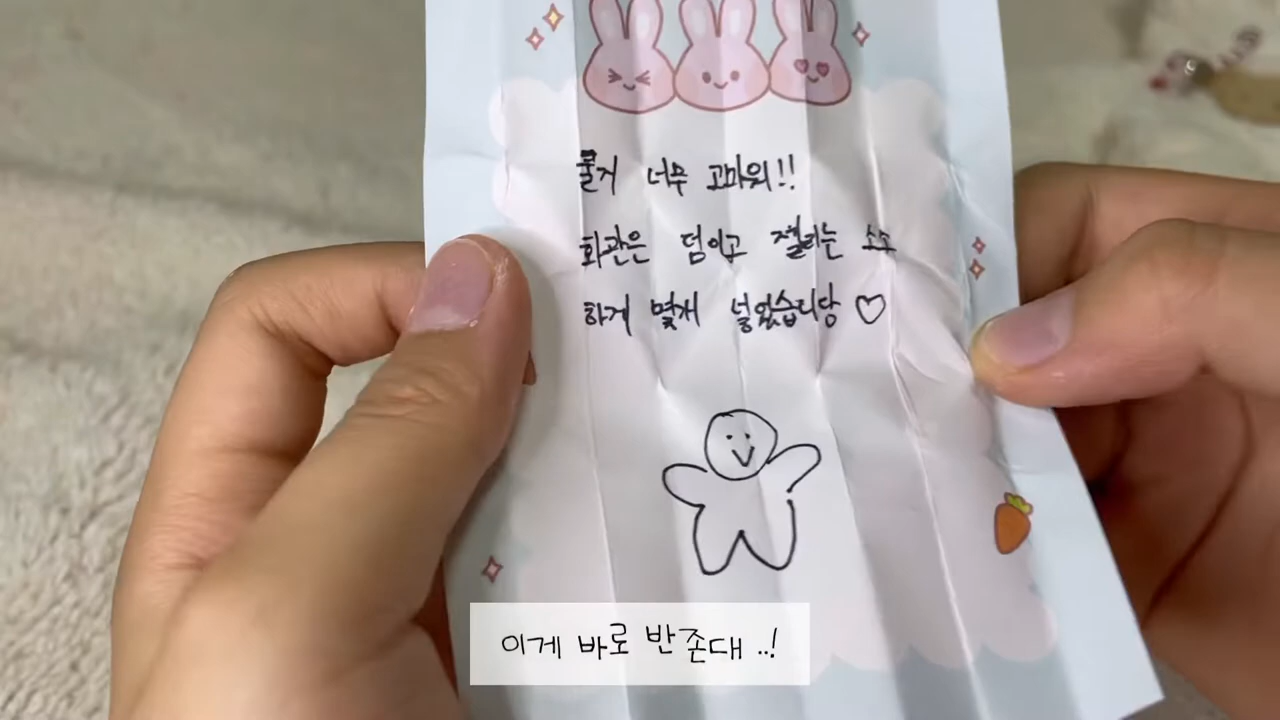 물거 너무 고마워!!
화관은 덤이고 젤리는 소소
하게 몇개 넣었습니당 ♡
이게 바로 반존대 ..!